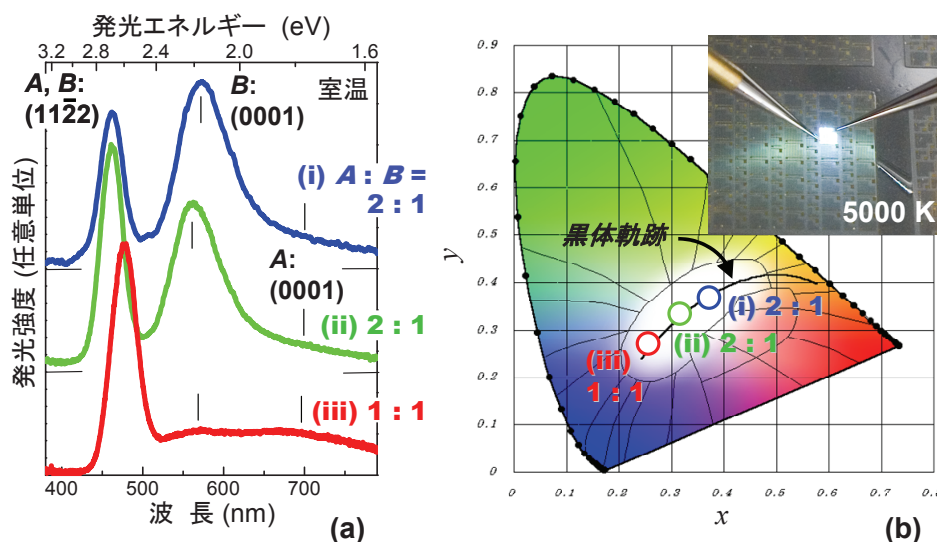 発光エネルギー (eV)
3.2 2.8 2.4 2.0 1.6
A, B:
(112̄2)
B:
(0001)
室温
(i) A : B =
2 : 1
A:
(0001)
(ii) 2 : 1
(iii) 1 : 1
発光強度 (任意単位)
400 500 600 700
波 長 (nm)
(a)
0.9
0.8
0.7
0.6
0.5
0.4
0.3
0.2
0.1
0
y
5000 K
黒体軌跡
(i) 2 : 1
(ii) 2 : 1
(iii)
1 : 1
0 0.1 0.2 0.3 0.4 0.5 0.6 0.7 0.8
x
(b)